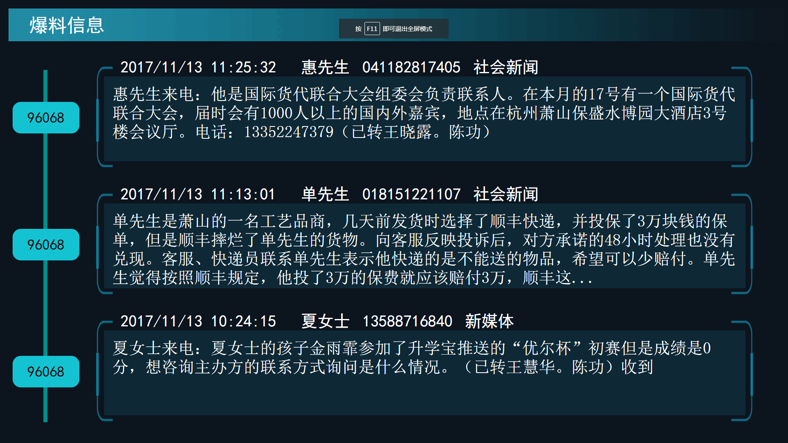 爆料信息
按 F11 即可退出全屏模式
2017/11/13 11:25:32 惠先生 041182817405 社会新闻
96068
惠先生来电：他是国际货代联合大会组委会负责联系人。在本月的17号有一个国际货代
联合大会，届时会有1000人以上的国内外嘉宾，地点在杭州萧山保盛水博园大酒店3号
楼会议厅。电话：13352247379（已转王晓露。陈功）
2017/11/13 11:13:01 单先生 018151221107 社会新闻
96068
单先生是萧山的一名工艺品商，几天前发货时选择了顺丰快递，并投保了3万块钱的保
单，但是顺丰摔烂了单先生的货物。向客服反映投诉后，对方承诺的48小时处理也没有
兑现。客服、快递员联系单先生表示他快递的是不能送的物品，希望可以少赔付。单先
生觉得按照顺丰规定，他投了3万的保费就应该赔付3万，顺丰这...
2017/11/13 10:24:15 夏女士 13588716840 新媒体
96068
夏女士来电：夏女士的孩子金雨霏参加了升学宝推送的“优尔杯”初赛但是成绩是0
分，想咨询主办方的联系方式询问是什么情况。（已转王慧华。陈功）收到